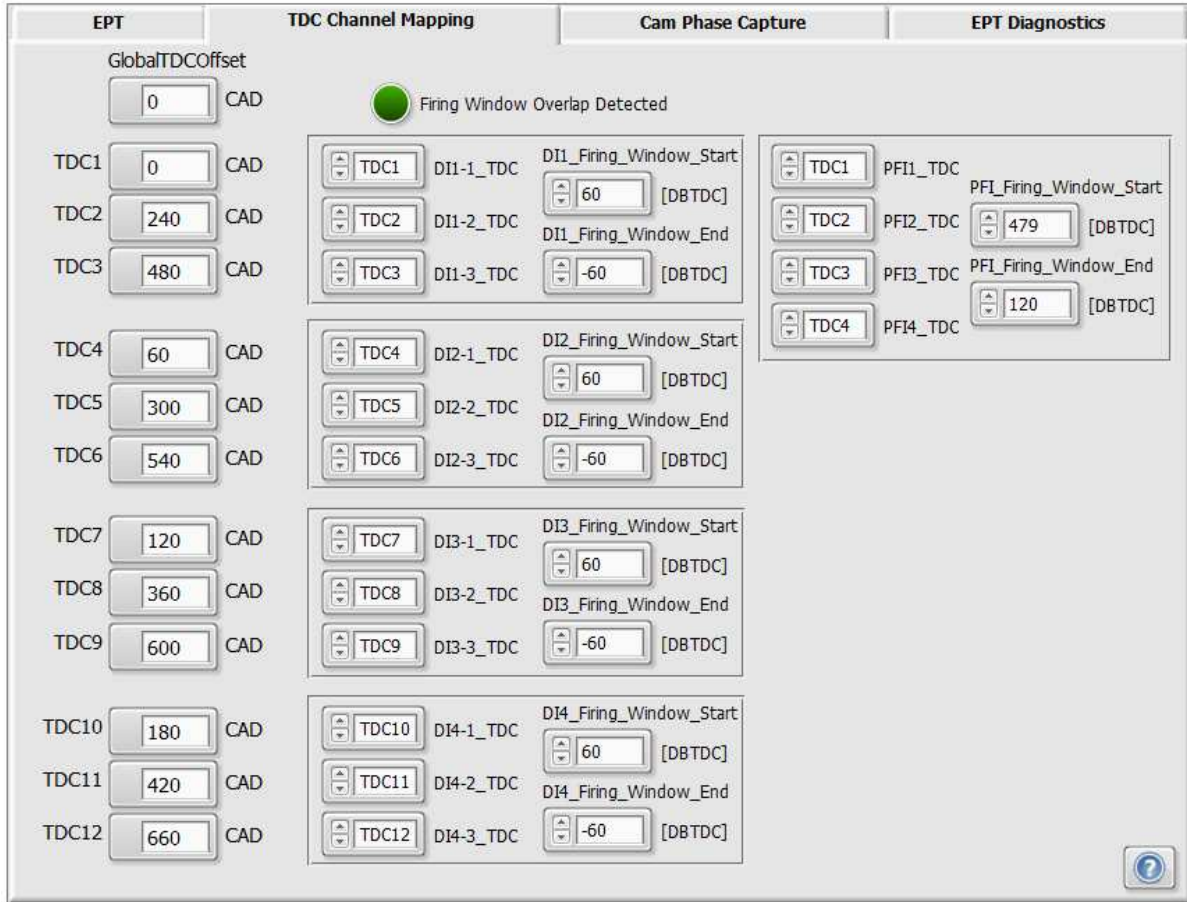 EPT TDC Channel Mapping Cam Phase Capture EPT Diagnostics
GlobalTDCOffset
0 CAD
Firing Window Overlap Detected
TDC1 0 CAD
TDC2 240 CAD
TDC3 480 CAD
TDC1 DI1-1_TDC
TDC2 DI1-2_TDC
TDC3 DI1-3_TDC
DI1_Firing_Window_Start
60 [DBTDC]
DI1_Firing_Window_End
-60 [DBTDC]
TDC1 PFI1_TDC
TDC2 PFI2_TDC
TDC3 PFI3_TDC
TDC4 PFI4_TDC
PFI_Firing_Window_Start
479 [DBTDC]
PFI_Firing_Window_End
120 [DBTDC]
TDC4 60 CAD
TDC5 300 CAD
TDC6 540 CAD
TDC4 DI2-1_TDC
TDC5 DI2-2_TDC
TDC6 DI2-3_TDC
DI2_Firing_Window_Start
60 [DBTDC]
DI2_Firing_Window_End
-60 [DBTDC]
TDC7 120 CAD
TDC8 360 CAD
TDC9 600 CAD
TDC7 DI3-1_TDC
TDC8 DI3-2_TDC
TDC9 DI3-3_TDC
DI3_Firing_Window_Start
60 [DBTDC]
DI3_Firing_Window_End
-60 [DBTDC]
TDC10 180 CAD
TDC11 420 CAD
TDC12 660 CAD
TDC10 DI4-1_TDC
TDC11 DI4-2_TDC
TDC12 DI4-3_TDC
DI4_Firing_Window_Start
60 [DBTDC]
DI4_Firing_Window_End
-60 [DBTDC]
?